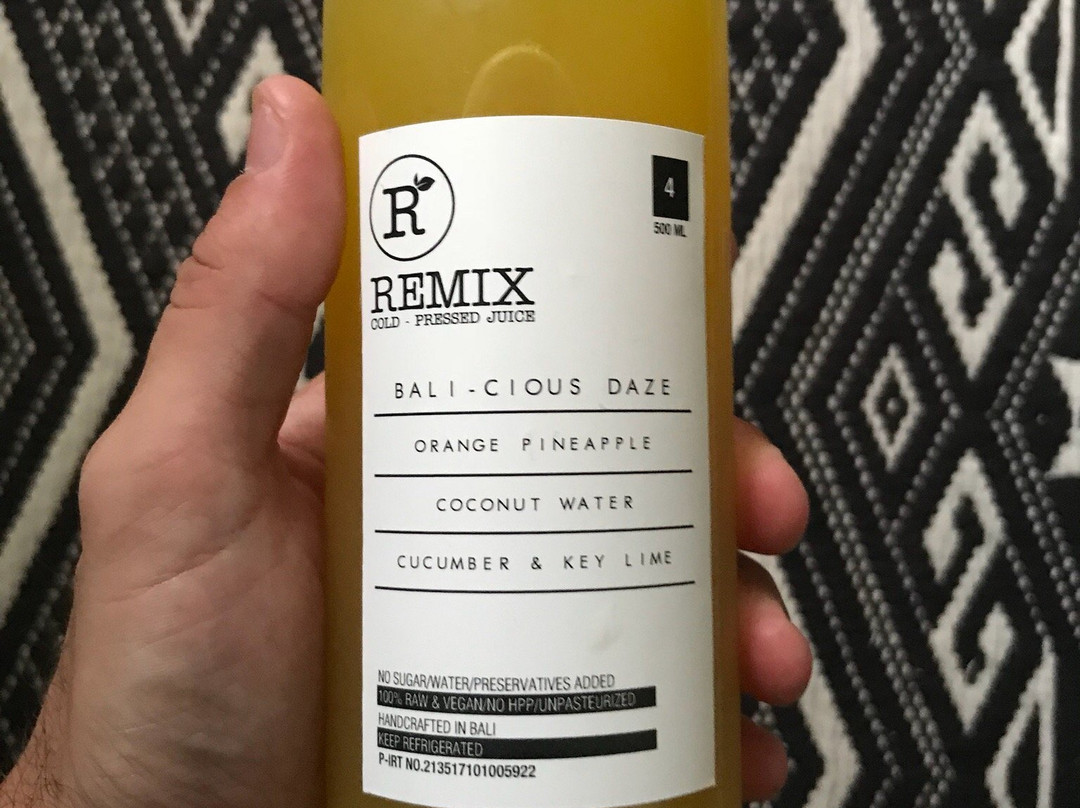 R
4
500 ML
REMIX
COLD - PRESSED JUICE
BALI-CIOUS DAZE
ORANGE PINEAPPLE
COCONUT WATER
CUCUMBER & KEY LIME
NO SUGAR/WATER/PRESERVATIVES ADDED
100% RAW & VEGAN/NO HPP/UNPASTEURIZED
HANDCRAFTED IN BALI
KEEP REFRIGERATED
P-IRT NO.213517101005922